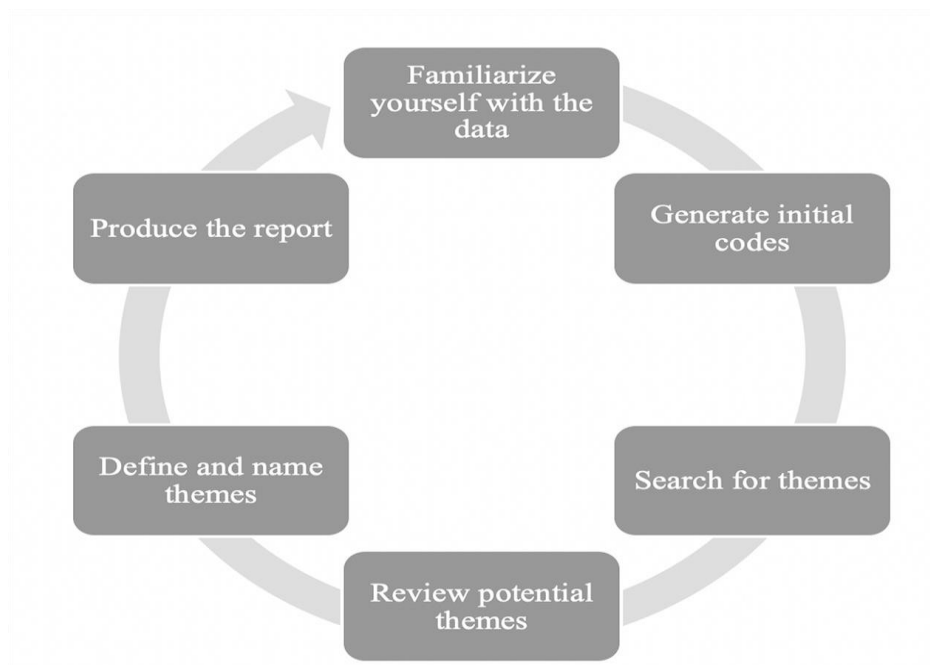 Familiarize
yourself with the
data
Generate initial
codes
Search for themes
Review potential
themes
Define and name
themes
Produce the report